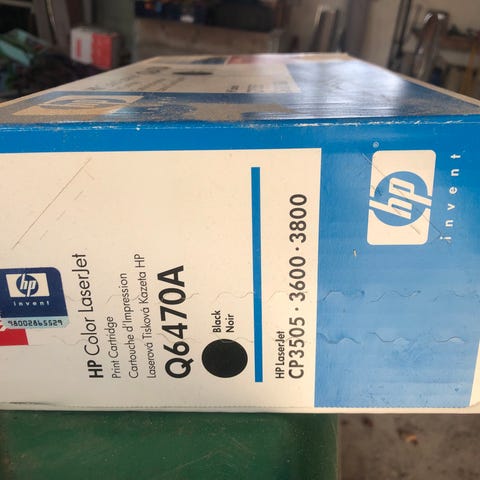 HP Color LaserJet
Print Cartridge
Cartouche d'Impression
Laserová Tisková Kazeta HP
Q6470A
Black
Noir
HP LaserJet
CP3505 · 3600 · 3800
hp
®
invent
hp
invent
98002865529